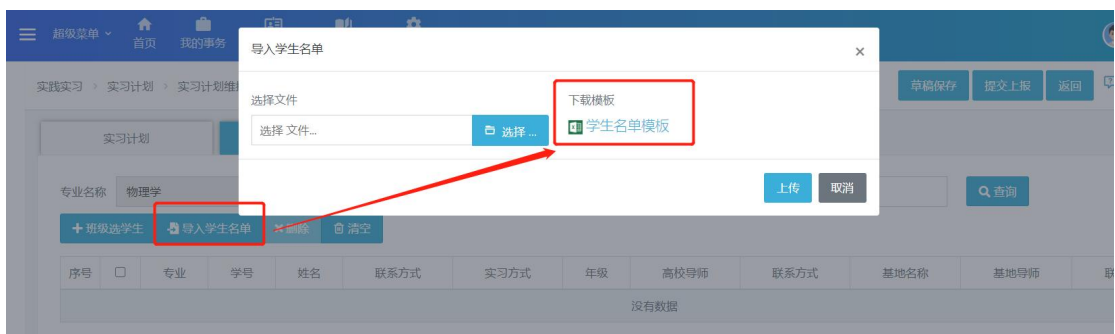 超级菜单
首页
我的事务
导入学生名单
×
实践实习 > 实习计划 > 实习计划维
草稿保存
提交上报
返回
选择文件
下载模板
选择 文件...
选择 ...
学生名单模板
实习计划
上传
取消
专业名称
物理学
查询
班级选学生
导入学生名单
删除
清空
序号
专业
学号
姓名
联系方式
实习方式
年级
高校导师
联系方式
基地名称
基地导师
没有数据